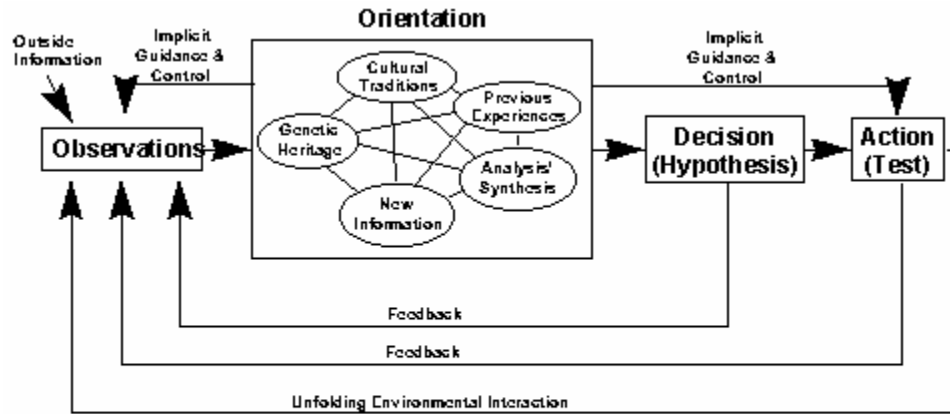 Orientation
Outside
Information
Implicit
Guidance &
Control
Cultural
Traditions
Genetic
Heritage
Previous
Experiences
Analysis/
Synthesis
New
Information
Implicit
Guidance &
Control
Observations
Decision
(Hypothesis)
Action
(Test)
Feedback
Feedback
Unfolding Environmental Interaction